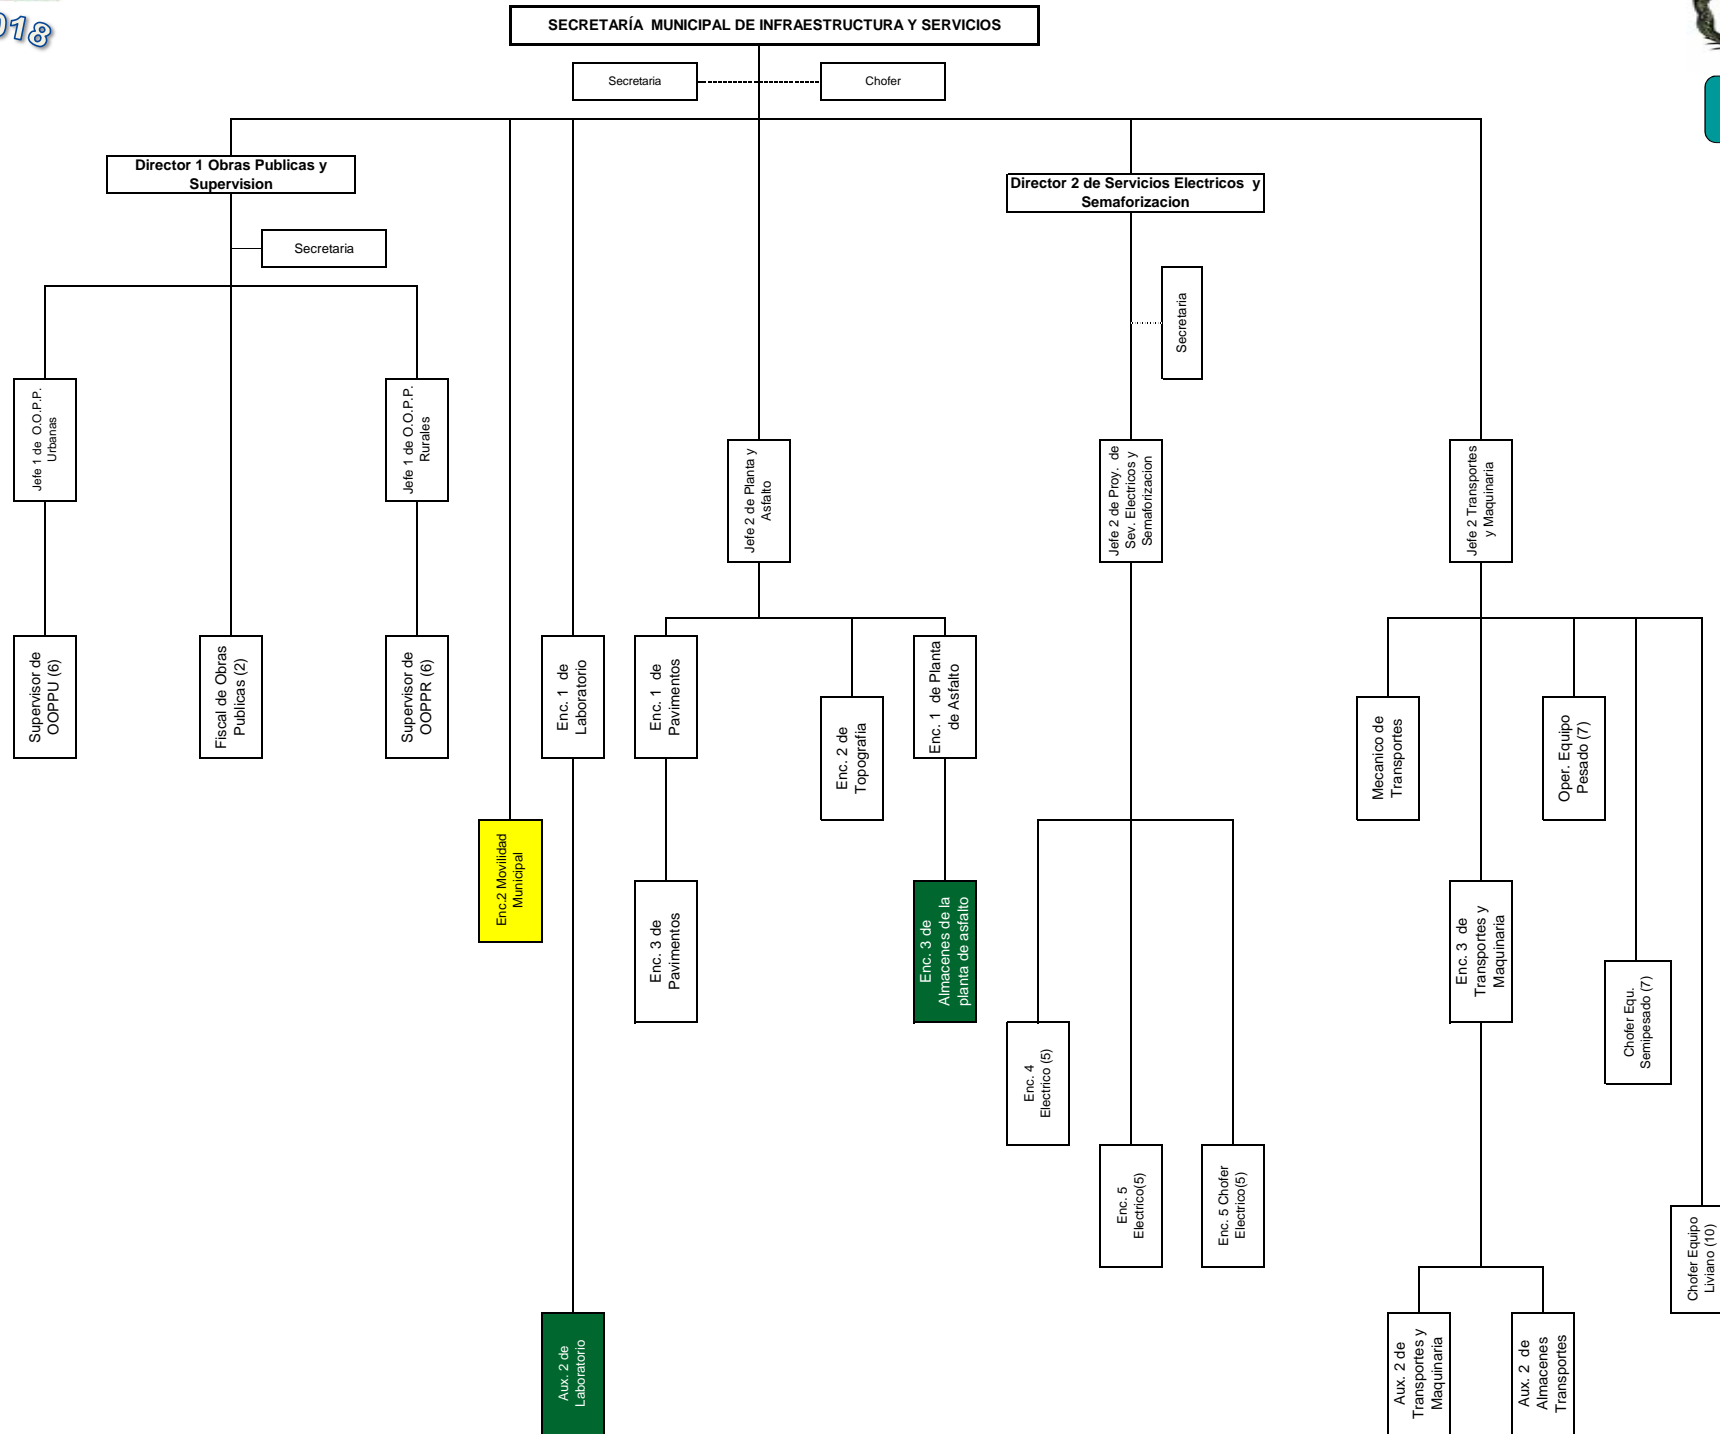 018
SECRETARÍA MUNICIPAL DE INFRAESTRUCTURA Y SERVICIOS
Secretaria
Chofer
Director 1 Obras Publicas y
Supervision
Director 2 de Servicios Electricos y
Semaforizacion
Secretaria
Secretaria
Jefe 1 de O.O.P.P.
Urbanas
Jefe 1 de O.O.P.P.
Rurales
Jefe 2 de Planta y
Asfalto
Jefe 2 de Proy. de
Sev. Electricos y
Semaforizacion
Jefe 2 Transportes
y Maquinaria
Supervisor de
OOPPU (6)
Fiscal de Obras
Publicas (2)
Supervisor de
OOPPR (6)
Enc. 1 de
Laboratorio
Enc. 1 de
Pavimentos
Enc. 2 de
Topografia
Enc. 1 de Planta
de Asfalto
Mecanico de
Transportes
Oper. Equipo
Pesado (7)
Enc.2 Movilidad
Municipal
Enc. 3 de
Pavimentos
Enc. 3 de
Almacenes de la
planta de asfalto
Enc. 3 de
Transportes y
Maquinaria
Chofer Equ.
Semipesado (7)
Enc. 4
Electrico (5)
Enc. 5
Electrico(5)
Enc. 5 Chofer
Electrico(5)
Chofer Equipo
Liviano (10)
Aux. 2 de
Laboratorio
Aux. 2 de
Transportes y
Maquinaria
Aux. 2 de
Almacenes
Transportes